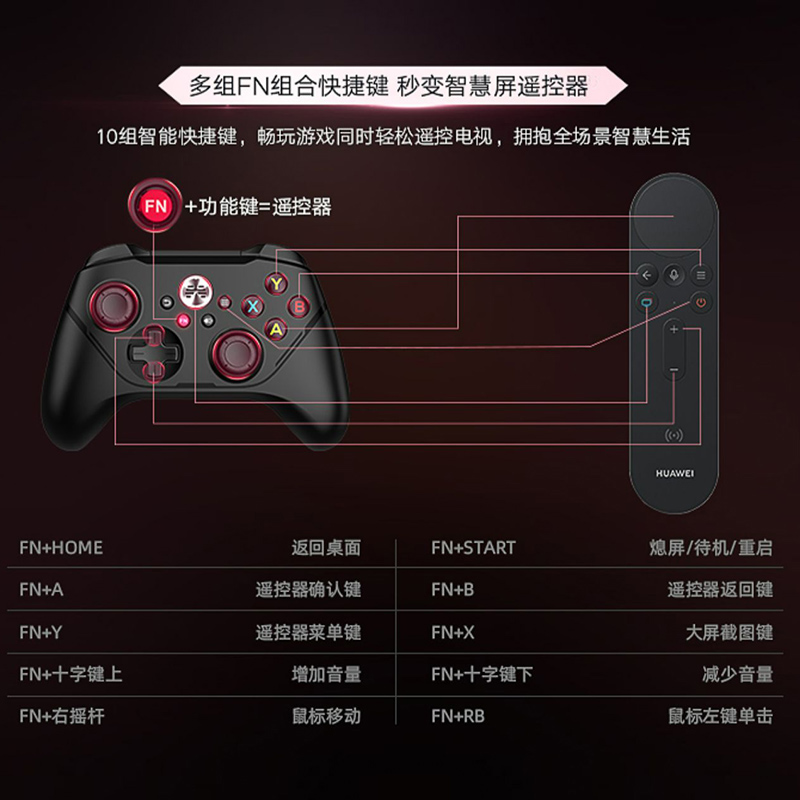 多组FN组合快捷键 秒变智慧屏遥控器
10组智能快捷键，畅玩游戏同时轻松遥控电视，拥抱全场景智慧生活
FN +功能键=遥控器
Y
X B
A
FN
+
−
HUAWEI
FN+HOME 返回桌面 FN+START 熄屏/待机/重启
FN+A 遥控器确认键 FN+B 遥控器返回键
FN+Y 遥控器菜单键 FN+X 大屏截图键
FN+十字键上 增加音量 FN+十字键下 减少音量
FN+右摇杆 鼠标移动 FN+RB 鼠标左键单击